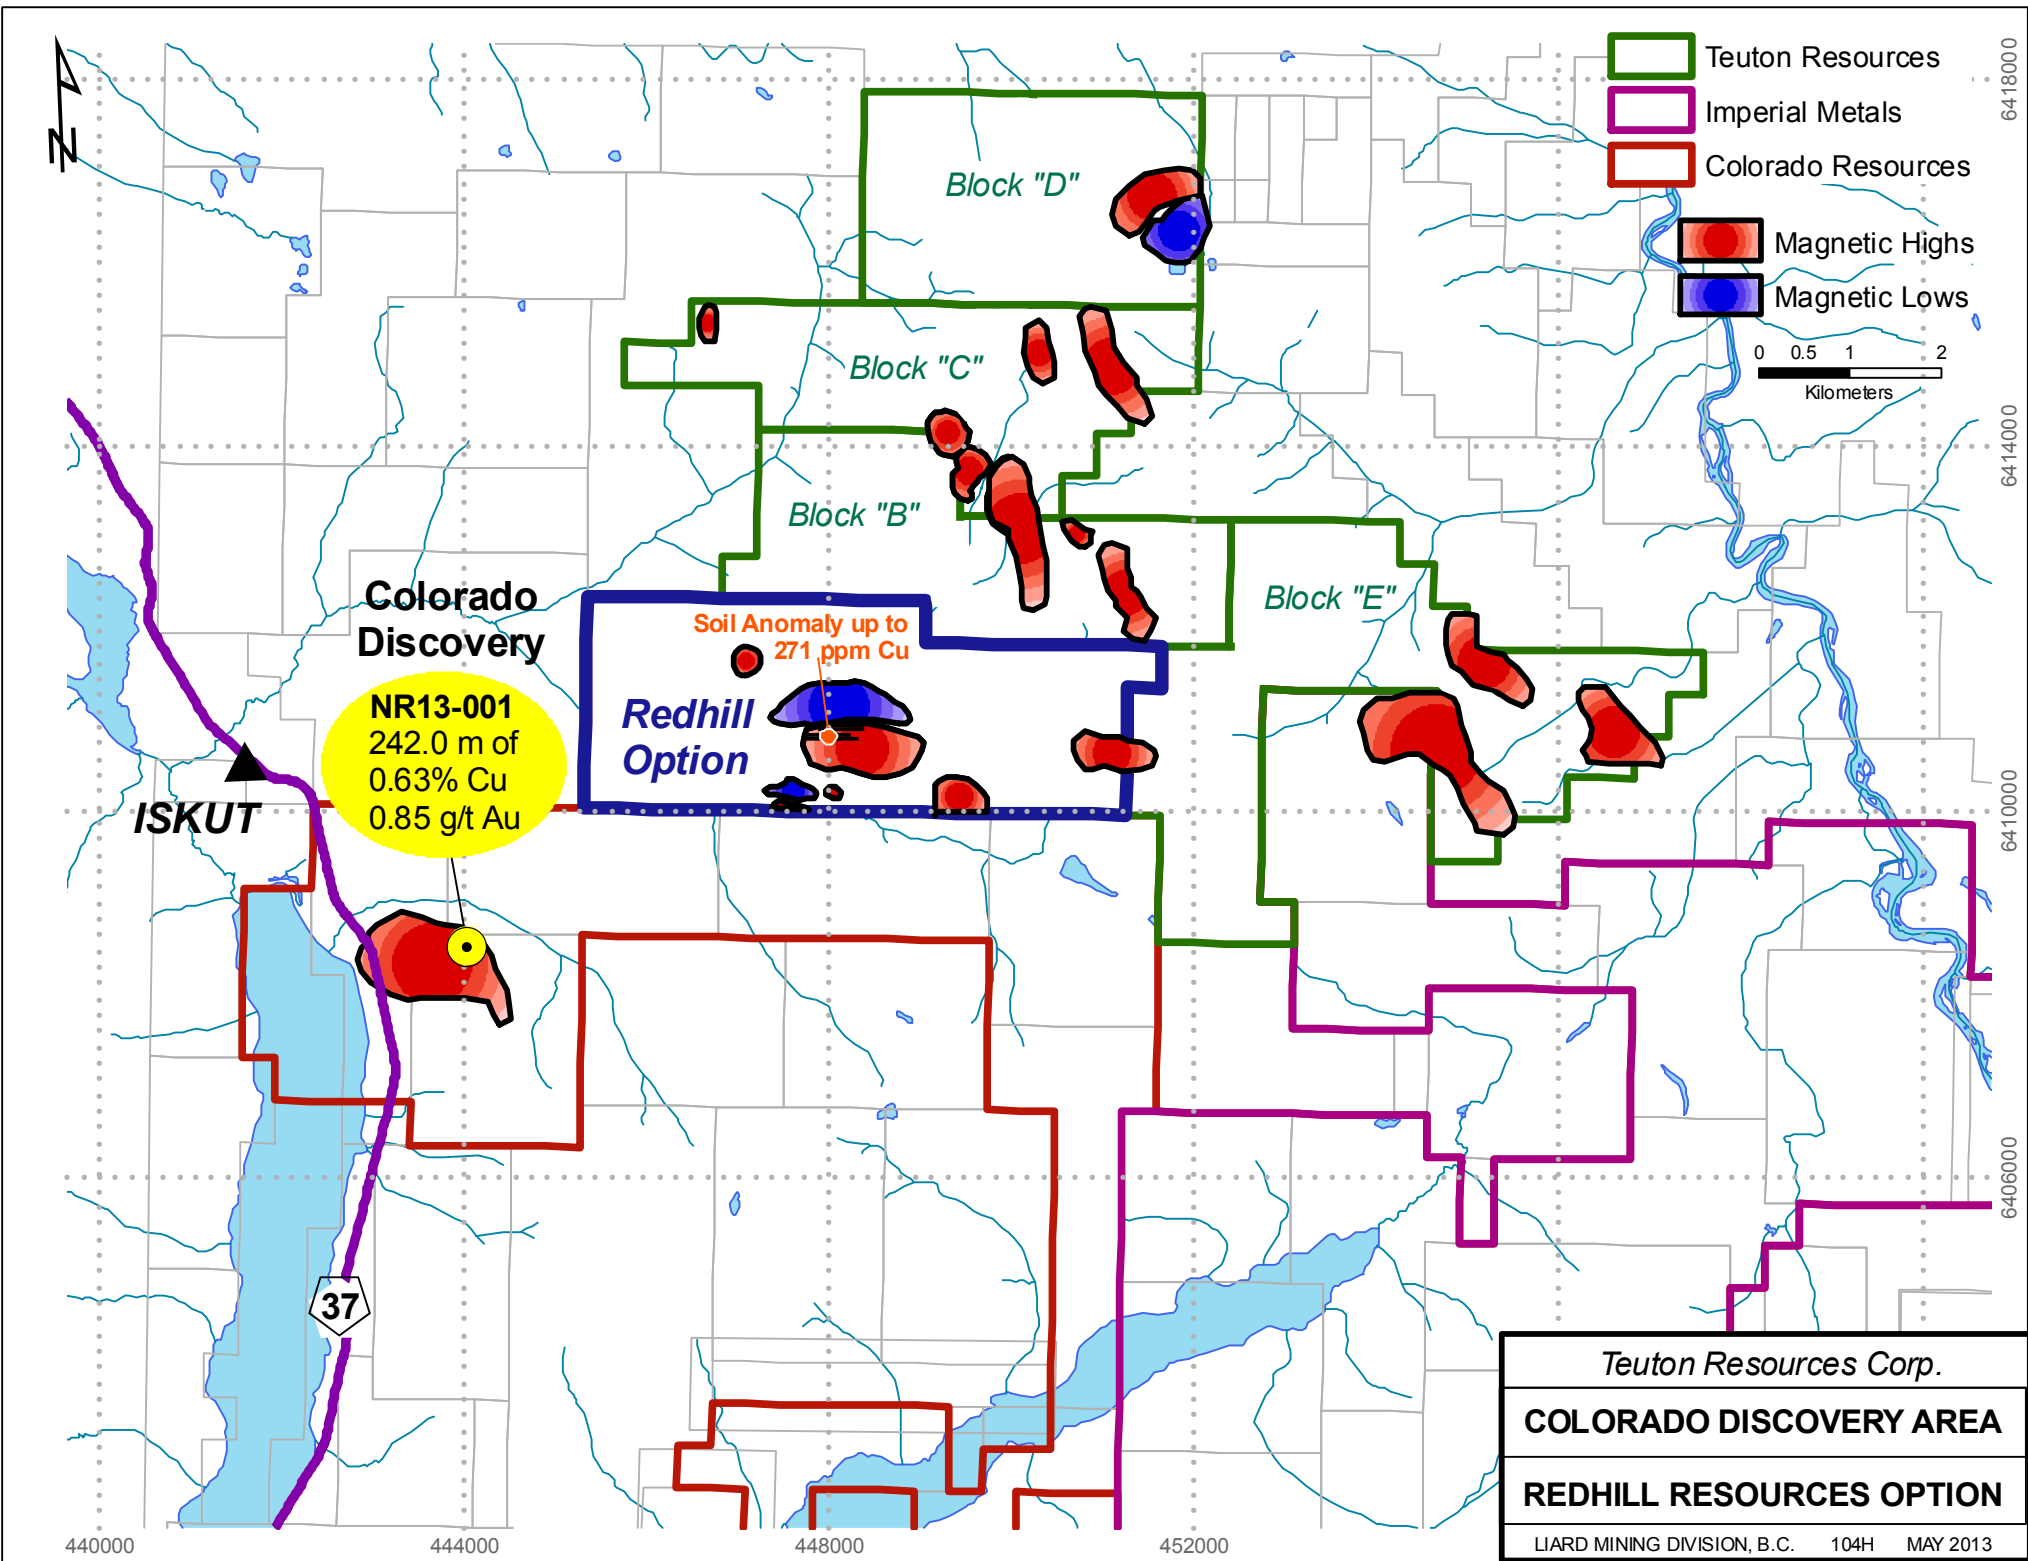 N
Teuton Resources
Imperial Metals
Colorado Resources
Magnetic Highs
Magnetic Lows
0 0.5 1 2
Kilometers
6418000
6414000
6410000
6406000
Block "D"
Block "C"
Block "B"
Block "E"
Colorado
Discovery
NR13-001
242.0 m of
0.63% Cu
0.85 g/t Au
Soil Anomaly up to
271 ppm Cu
Redhill
Option
ISKUT
37
Teuton Resources Corp.
COLORADO DISCOVERY AREA
REDHILL RESOURCES OPTION
LIARD MINING DIVISION, B.C. 104H MAY 2013
440000 444000 448000 452000